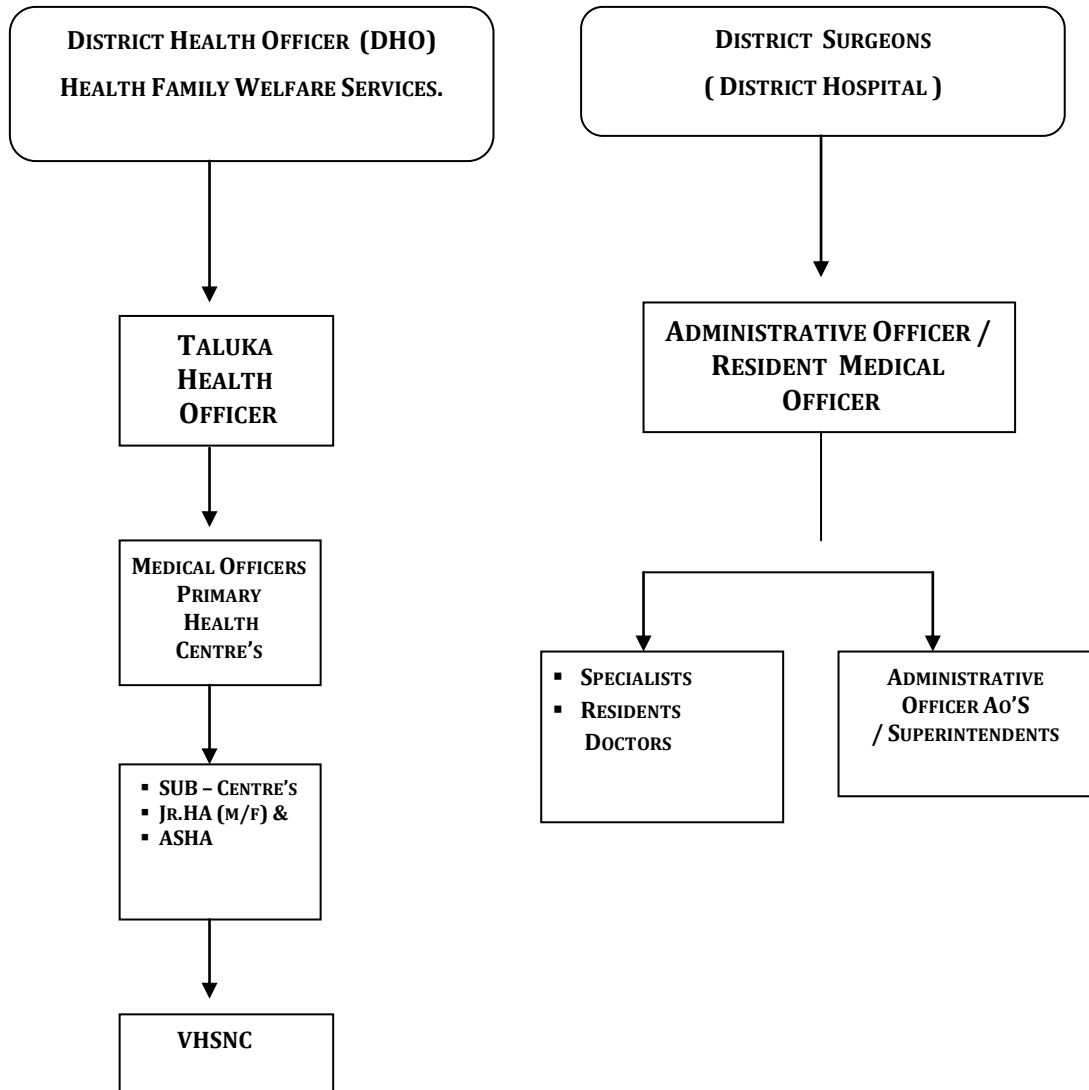 DISTRICT HEALTH OFFICER (DHO)
HEALTH FAMILY WELFARE SERVICES.
TALUKA
HEALTH
OFFICER
MEDICAL OFFICERS
PRIMARY
HEALTH
CENTRE'S
▪ SUB – CENTRE'S
▪ JR.HA (M/F) &
▪ ASHA
VHSNC
DISTRICT SURGEONS
( DISTRICT HOSPITAL )
ADMINISTRATIVE OFFICER /
RESIDENT MEDICAL
OFFICER
▪ SPECIALISTS
▪ RESIDENTS
DOCTORS
ADMINISTRATIVE
OFFICER AO'S
/ SUPERINTENDENTS